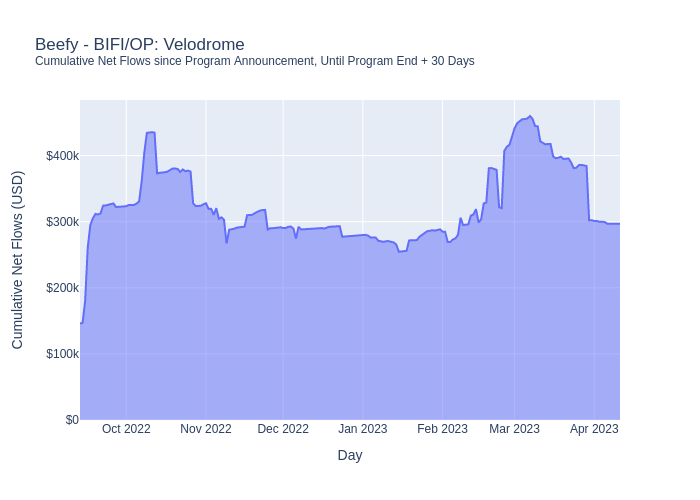 Beefy - BIFI/OP: Velodrome
Cumulative Net Flows since Program Announcement, Until Program End + 30 Days
Cumulative Net Flows (USD)
$400k
$300k
$200k
$100k
$0
Oct 2022 Nov 2022 Dec 2022 Jan 2023 Feb 2023 Mar 2023 Apr 2023
Day